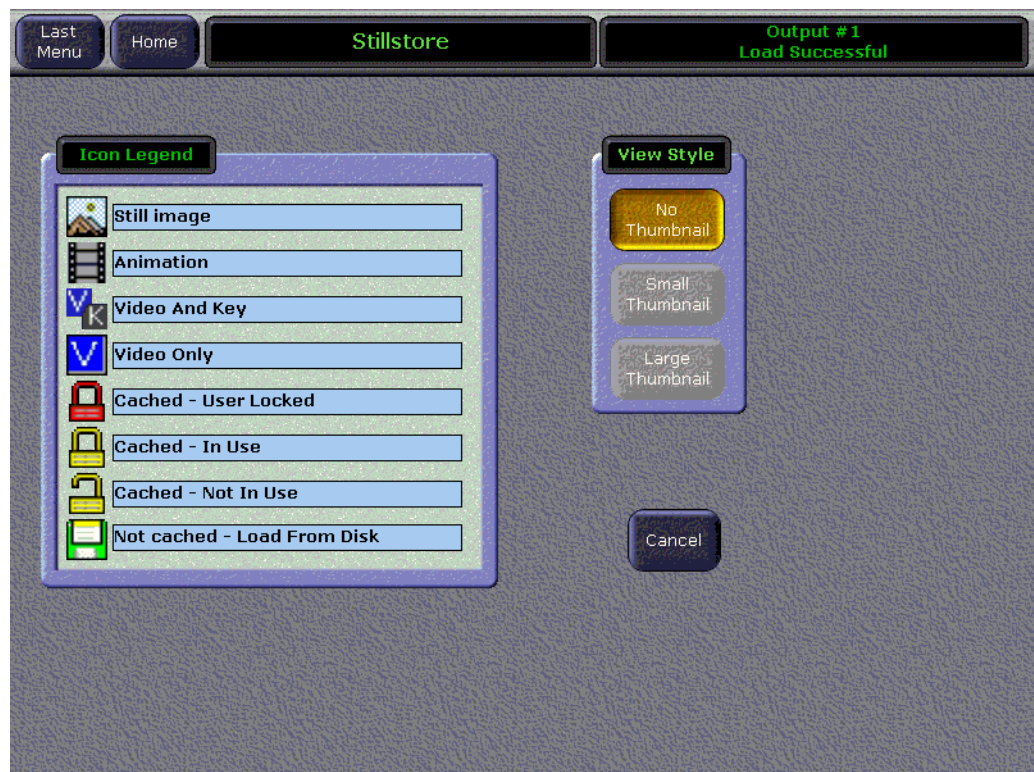 Last
Menu
Home
Stillstore
Output #1
Load Successful
Icon Legend
Still image
Animation
V
K
Video And Key
V
Video Only
Cached - User Locked
Cached - In Use
Cached - Not In Use
Not cached - Load From Disk
View Style
No
Thumbnail
Small
Thumbnail
Large
Thumbnail
Cancel